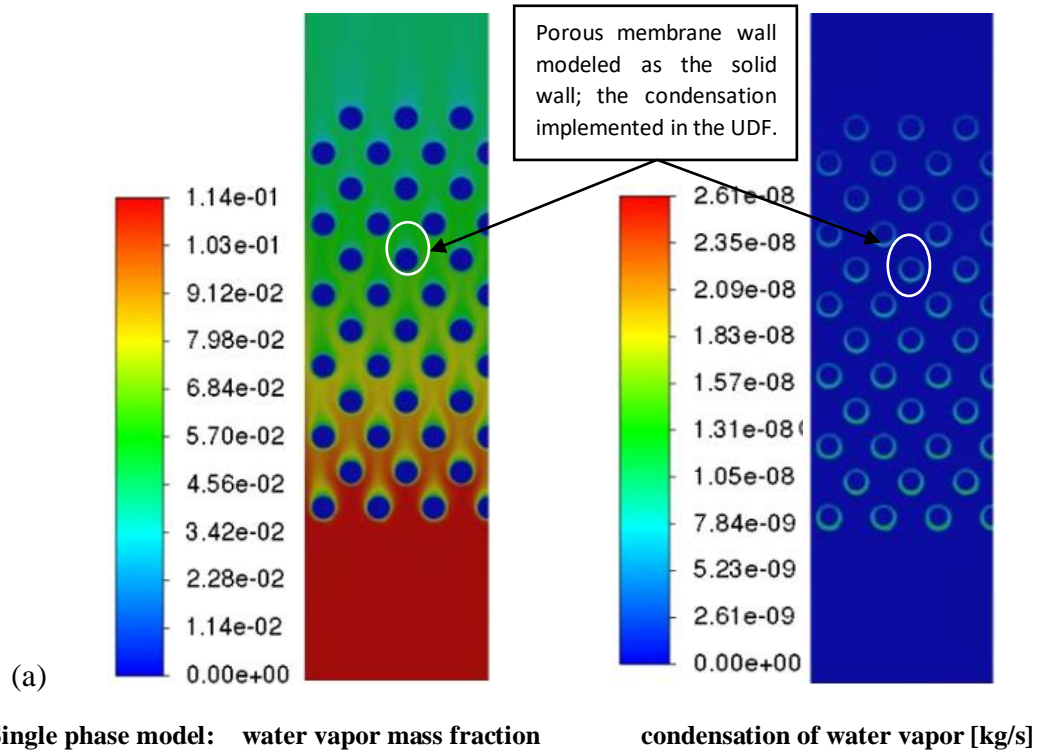 Porous membrane wall
modeled as the solid
wall; the condensation
implemented in the UDF.
1.14e-01
1.03e-01
9.12e-02
7.98e-02
6.84e-02
5.70e-02
4.56e-02
3.42e-02
2.28e-02
1.14e-02
0.00e+00
2.61e-08
2.35e-08
2.09e-08
1.83e-08
1.57e-08
1.31e-08
1.05e-08
7.84e-09
5.23e-09
2.61e-09
0.00e+00
(a)
ingle phase model: water vapor mass fraction condensation of water vapor [kg/s]